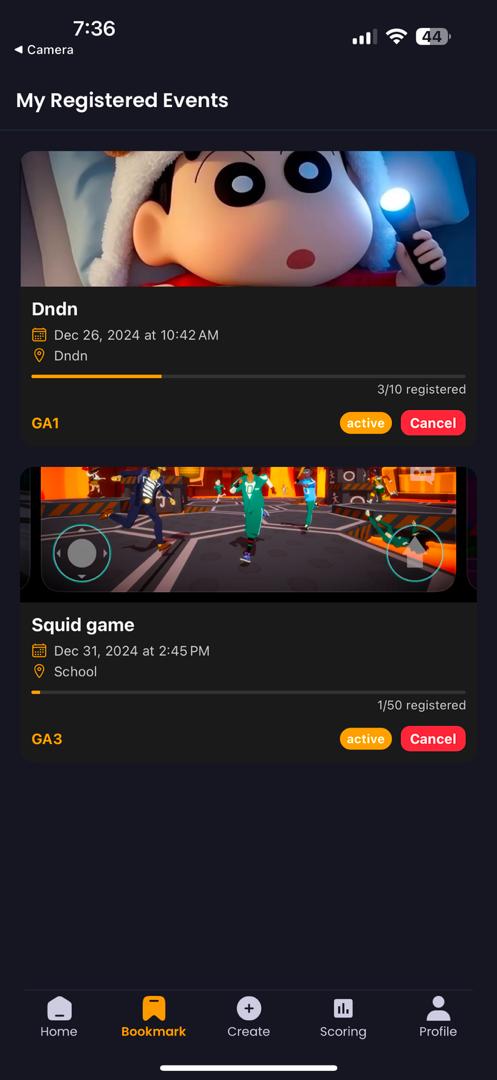 7:36
44
◀ Camera
My Registered Events
Dndn
Dec 26, 2024 at 10:42 AM
Dndn
3/10 registered
GA1 active Cancel
Squid game
Dec 31, 2024 at 2:45 PM
School
1/50 registered
GA3 active Cancel
Home Bookmark Create Scoring Profile